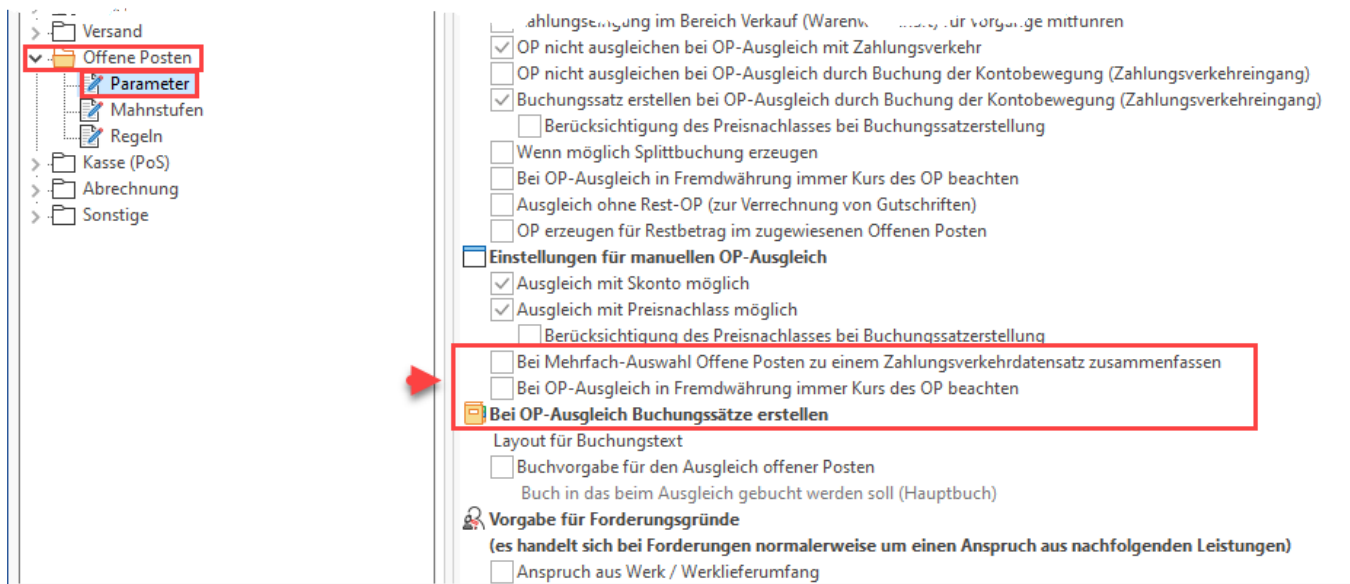 Versand
Offene Posten
Parameter
Mahnstufen
Regeln
Kasse (PoS)
Abrechnung
Sonstige
im Bereich Verkauf
OP nicht ausgleichen bei OP-Ausgleich mit Zahlungsverkehr
OP nicht ausgleichen bei OP-Ausgleich durch Buchung der Kontobewegung (Zahlungsverkehreingang)
Buchungssatz erstellen bei OP-Ausgleich durch Buchung der Kontobewegung (Zahlungsverkehreingang)
Berücksichtigung des Preisnachlasses bei Buchungssatzerstellung
Wenn möglich Splittbuchung erzeugen
Bei OP-Ausgleich in Fremdwährung immer Kurs des OP beachten
Ausgleich ohne Rest-OP (zur Verrechnung von Gutschriften)
OP erzeugen für Restbetrag im zugewiesenen Offenen Posten
Einstellungen für manuellen OP-Ausgleich
Ausgleich mit Skonto möglich
Ausgleich mit Preisnachlass möglich
Berücksichtigung des Preisnachlasses bei Buchungssatzerstellung
Bei Mehrfach-Auswahl Offene Posten zu einem Zahlungsverkehrdatensatz zusammenfassen
Bei OP-Ausgleich in Fremdwährung immer Kurs des OP beachten
Bei OP-Ausgleich Buchungssätze erstellen
Layout für Buchungstext
Buchvorgabe für den Ausgleich offener Posten
Buch in das beim Ausgleich gebucht werden soll (Hauptbuch)
Vorgabe für Forderungsgründe
(es handelt sich bei Forderungen normalerweise um einen Anspruch aus nachfolgenden Leistungen)
Anspruch aus Werk / Werklieferumfang